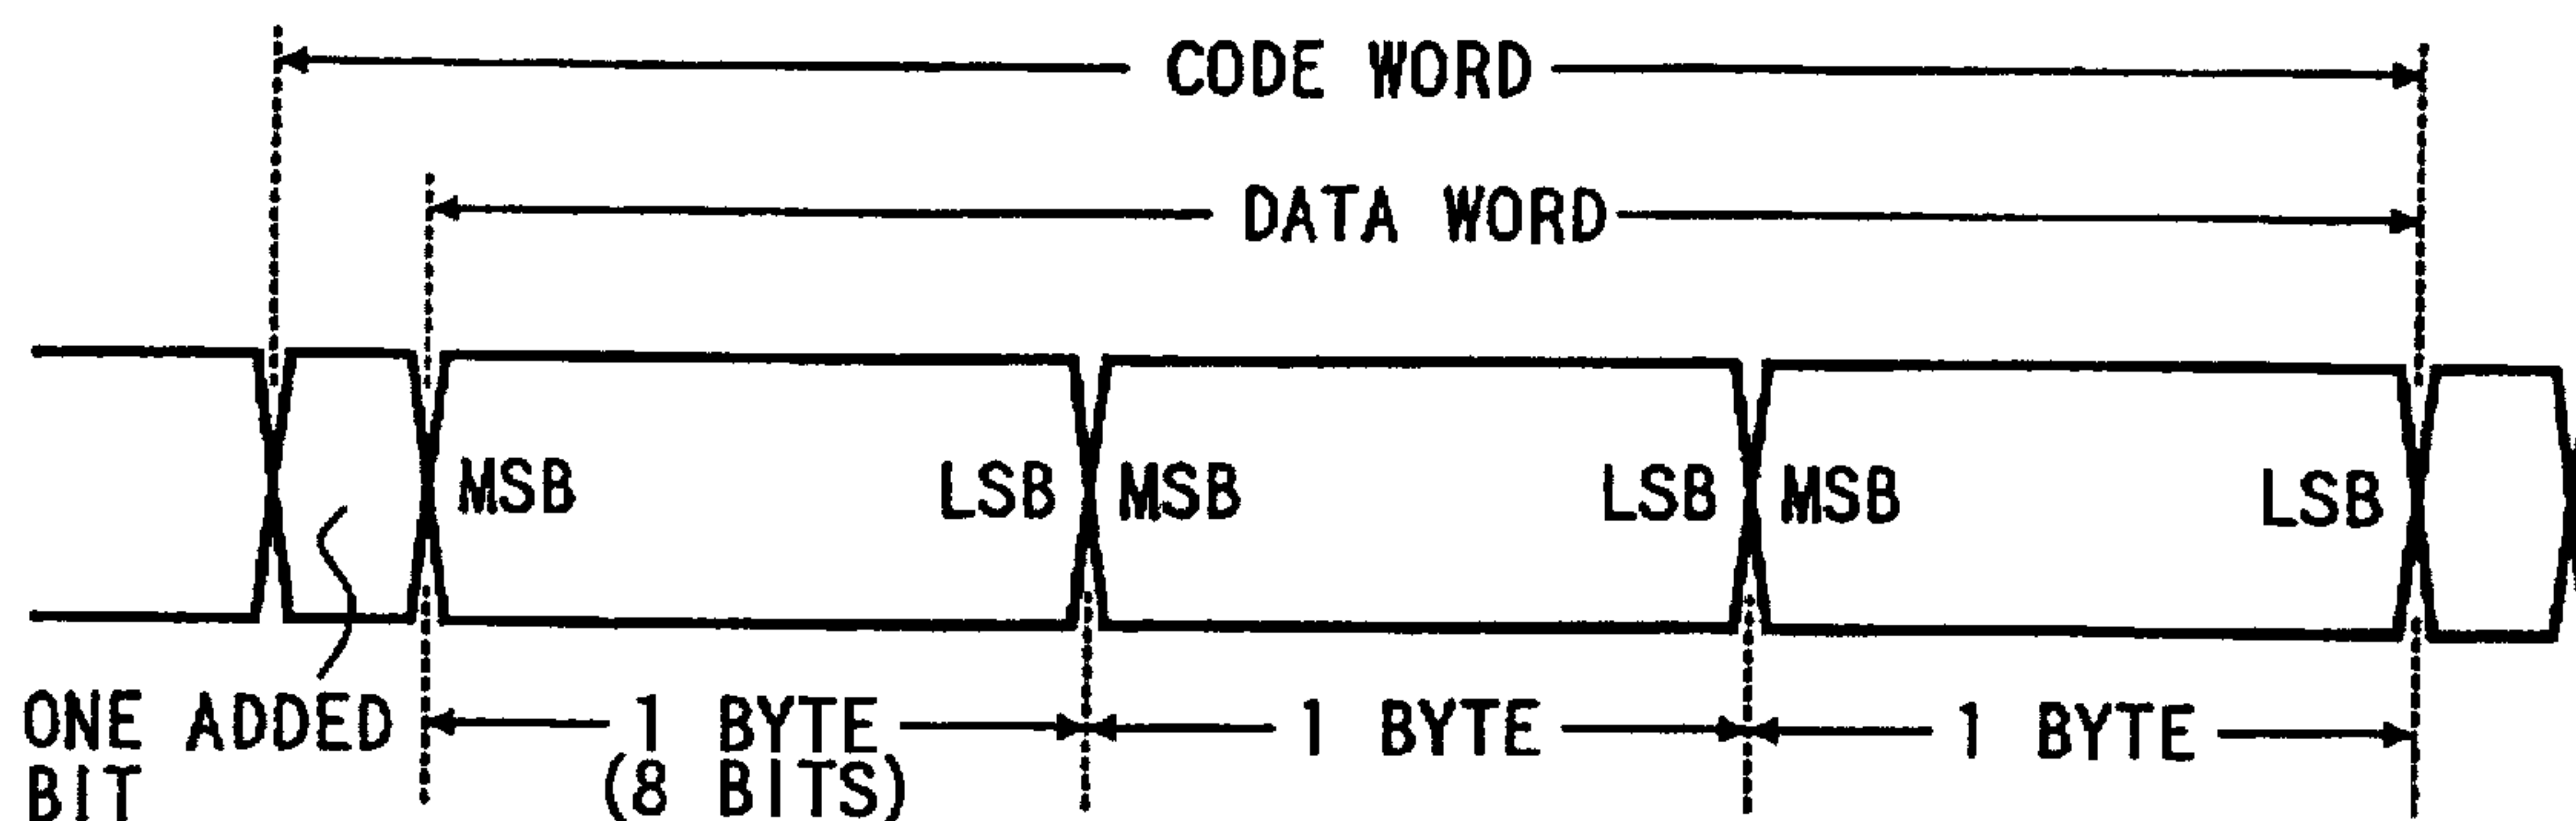 CODE WORD
DATA WORD
MSB LSB MSB LSB MSB LSB
ONE ADDED BIT
1 BYTE (8 BITS)
1 BYTE
1 BYTE